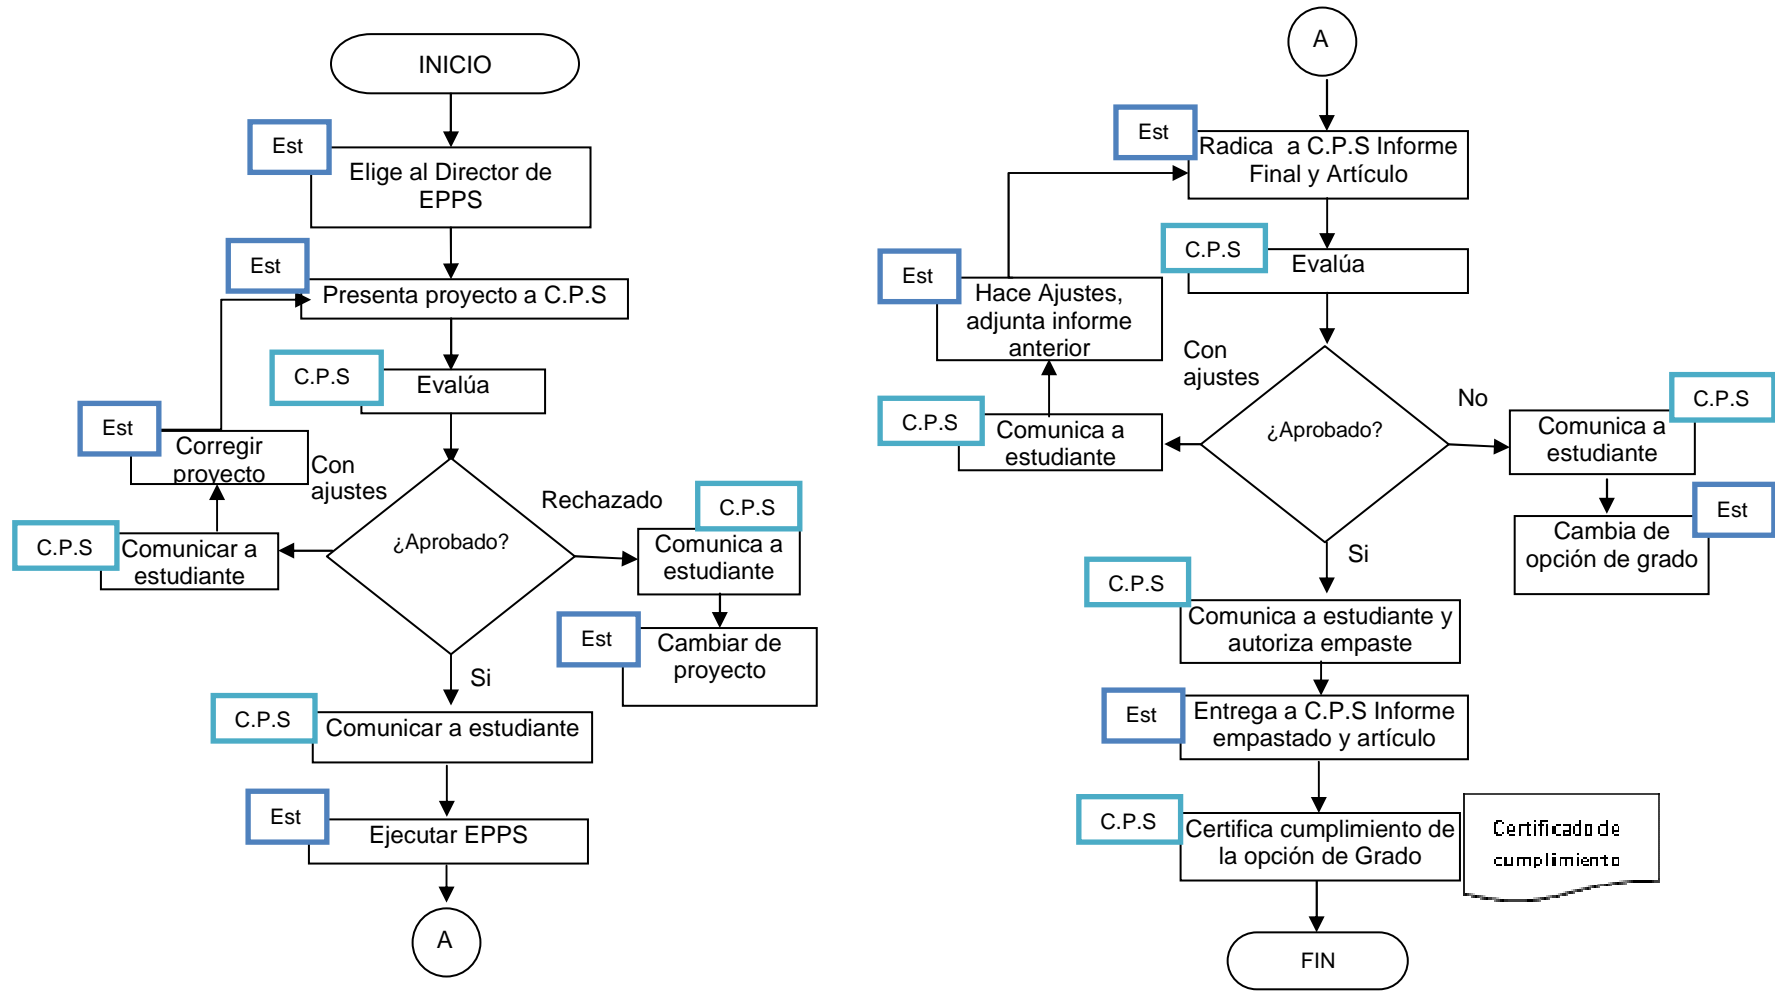 INICIO
Est
Elige al Director de
EPPS
Est
Presenta proyecto a C.P.S
C.P.S
Evalúa
Est
Corregir
proyecto
Con
ajustes
C.P.S
Comunicar a
estudiante
¿Aprobado?
Rechazado
C.P.S
Comunica a
estudiante
Est
Cambiar de
proyecto
Si
C.P.S
Comunicar a estudiante
Est
Ejecutar EPPS
A
A
Est
Radica a C.P.S Informe
Final y Artículo
C.P.S
Evalúa
Est
Hace Ajustes,
adjunta informe
anterior
Con
ajustes
C.P.S
Comunica a
estudiante
¿Aprobado?
No
C.P.S
Comunica a
estudiante
Est
Cambia de
opción de grado
Si
C.P.S
Comunica a estudiante y
autoriza empaste
Est
Entrega a C.P.S Informe
empastado y artículo
C.P.S
Certifica cumplimiento de
la opción de Grado
Certificado de
cumplimiento
FIN